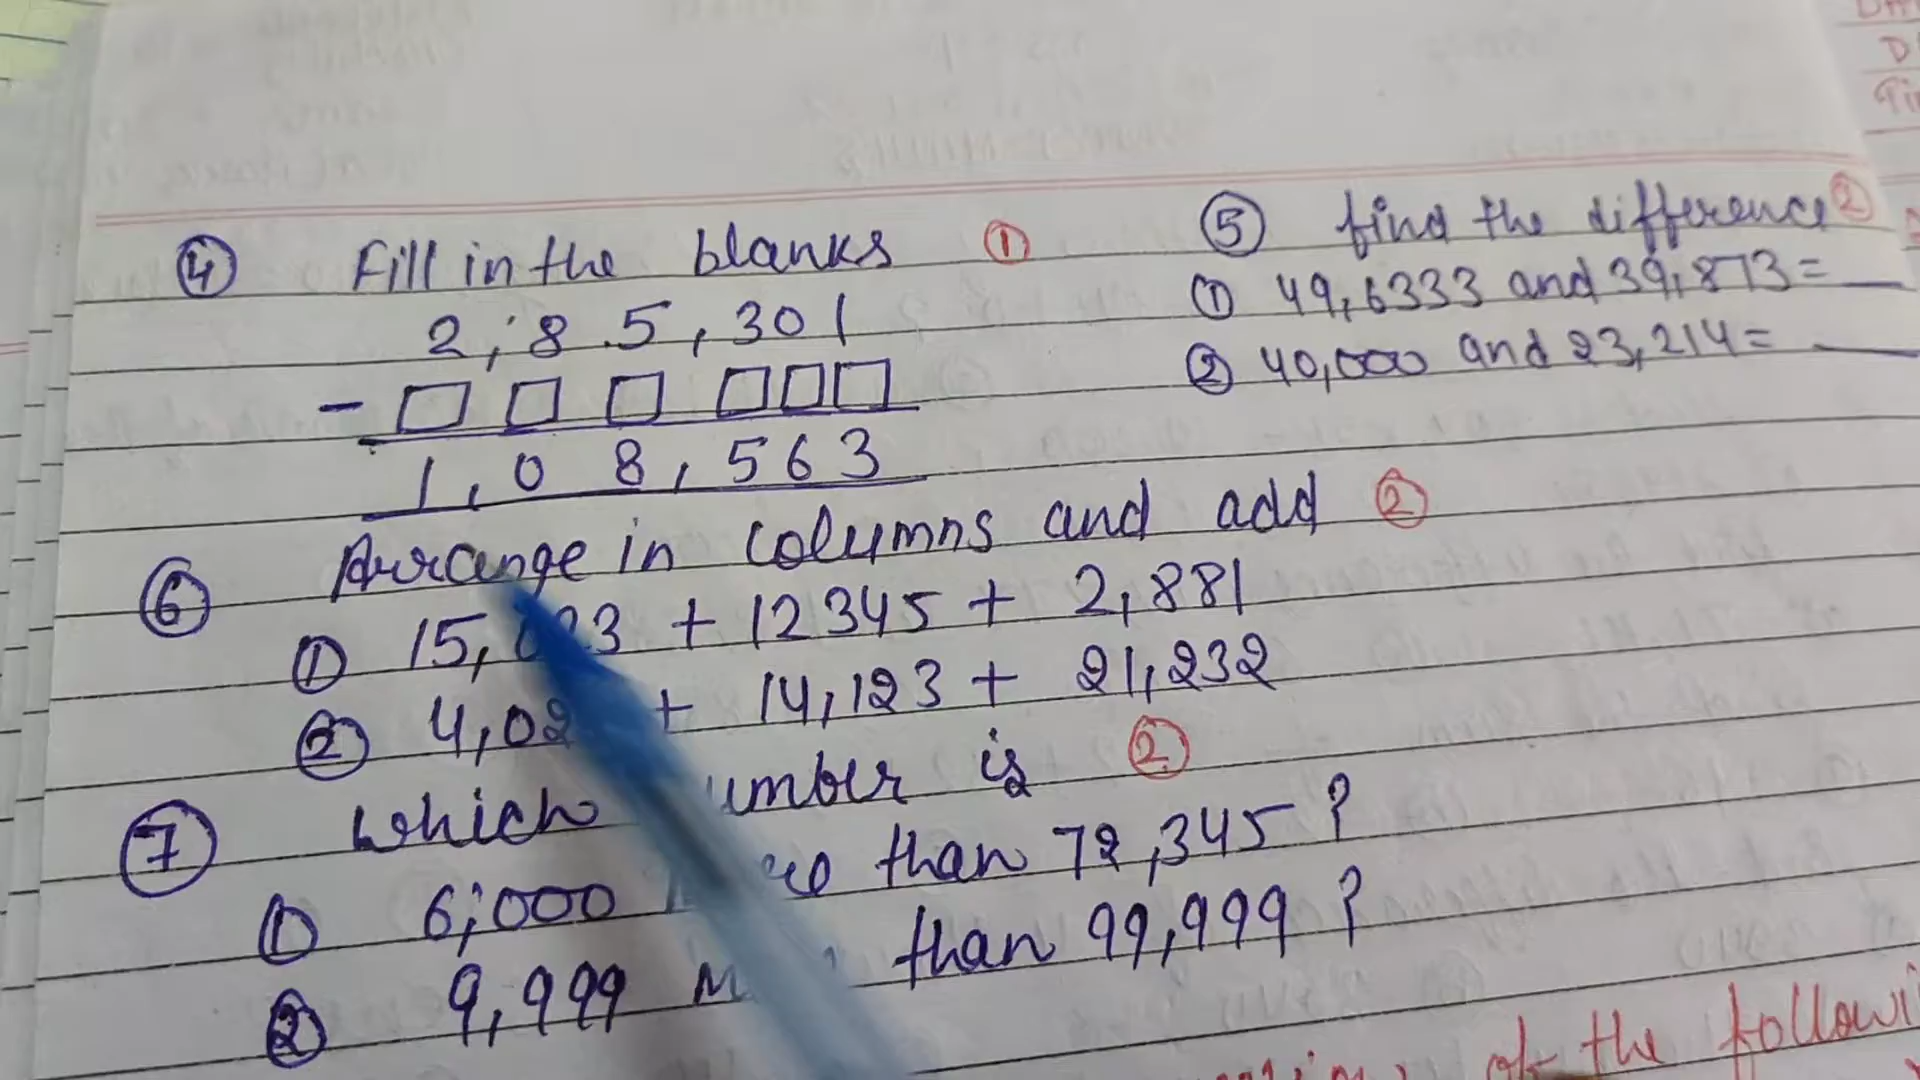 ④ Fill in the blanks ①
2,85,301
- □ □ □ □□□
1,08,563
⑤ find the difference ②
① 49,6333 and 39,873 =
② 40,000 and 23,214 =
⑥ Arrange in columns and add ②
① 15, 3 + 12345 + 2,881
② 4,02 + 14,123 + 21,232
⑦ which is ②
① 6,000 than 72,345 ?
② 9,999 than 99,999 ?
of the